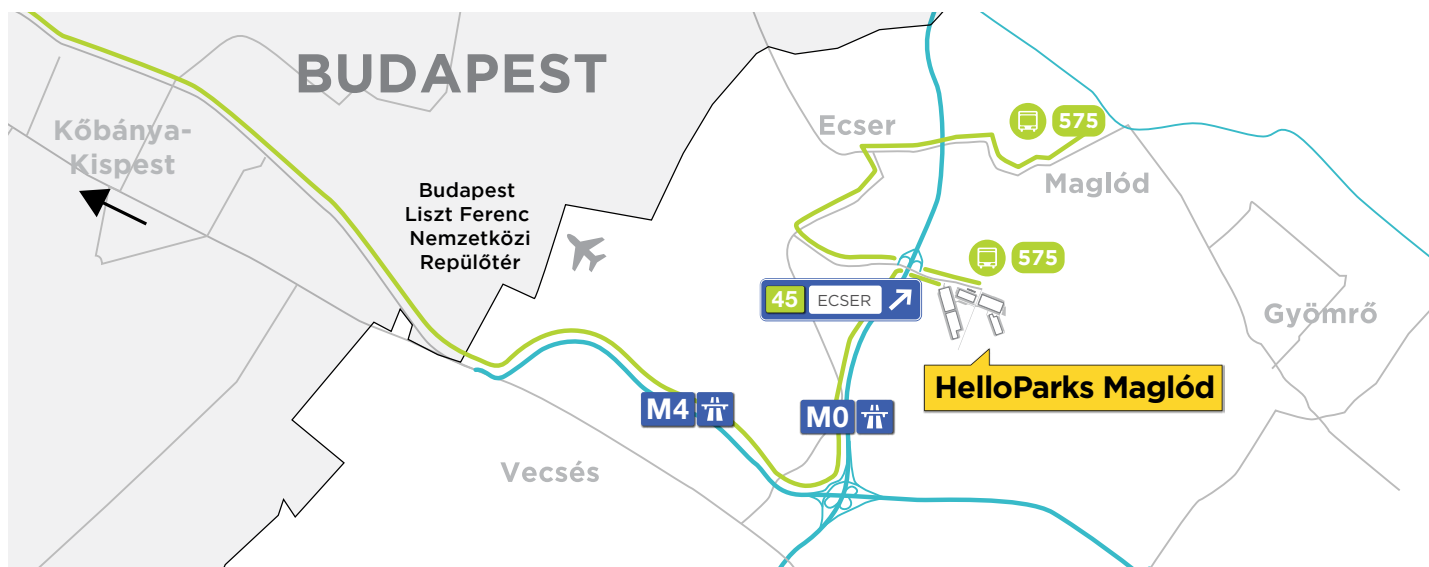 BUDAPEST
Kőbánya-
Kispest
Ecser
575
Maglód
Budapest
Liszt Ferenc
Nemzetközi
Repülőtér
575
45 ECSER
Gyömrő
HelloParks Maglód
M4
M0
Vecsés